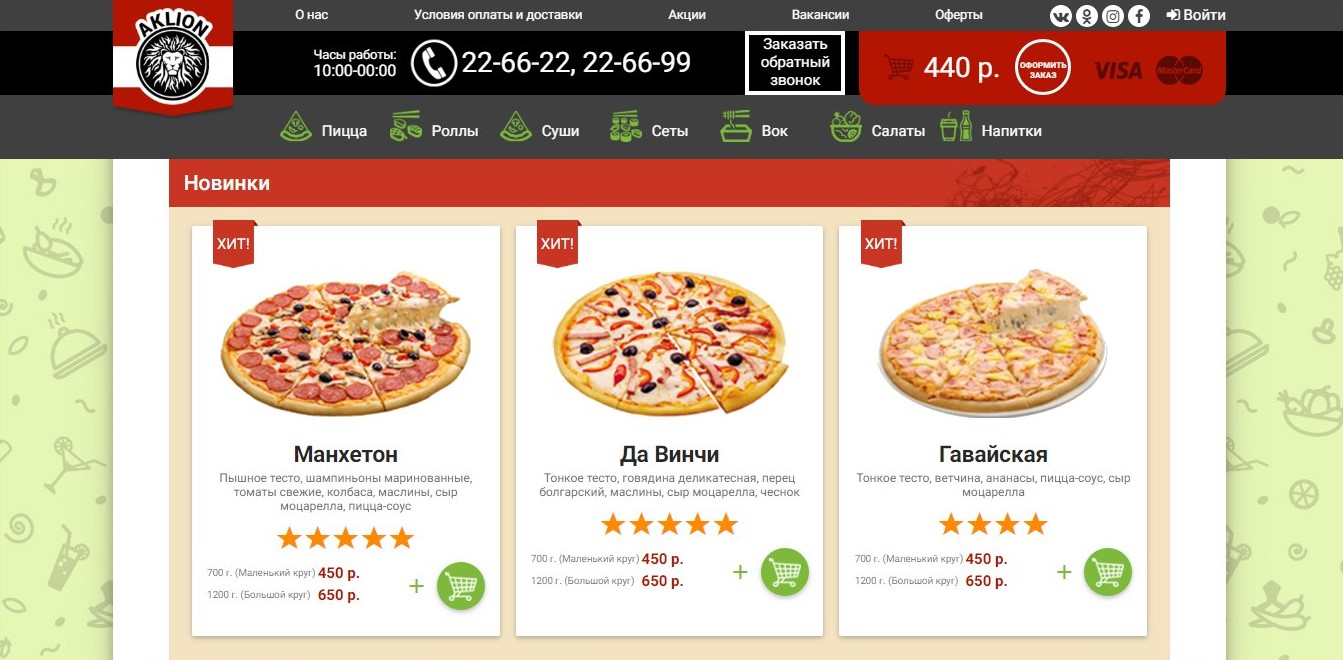 AKLION
О нас
Условия оплаты и доставки
Акции
Вакансии
Оферты
Войти
Часы работы:
10:00-00:00
22-66-22, 22-66-99
Заказать
обратный
звонок
440 р.
ОФОРМИТЬ
ЗАКАЗ
VISA
MasterCard
Пицца
Роллы
Суши
Сеты
Вок
Салаты
Напитки
Новинки
ХИТ!
Манхетон
Пышное тесто, шампиньоны маринованные,
томаты свежие, колбаса, маслины, сыр
моцарелла, пицца-соус
700 г. (Маленький круг) 450 р.
1200 г. (Большой круг) 650 р.
+
ХИТ!
Да Винчи
Тонкое тесто, говядина деликатесная, перец
болгарский, маслины, сыр моцарелла, чеснок
700 г. (Маленький круг) 450 р.
1200 г. (Большой круг) 650 р.
+
ХИТ!
Гавайская
Тонкое тесто, ветчина, ананасы, пицца-соус, сыр
моцарелла
700 г. (Маленький круг) 450 р.
1200 г. (Большой круг) 650 р.
+